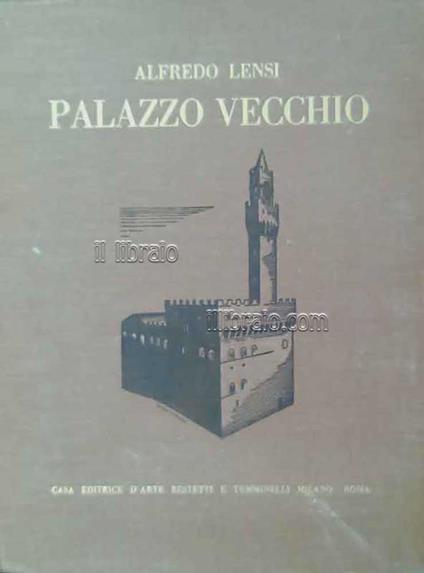 ALFREDO LENSI
PALAZZO VECCHIO
il libraio
illibraio.com
CASA EDITRICE D'ARTE BESTETTI E TUMMINELLI MILANO ROMA